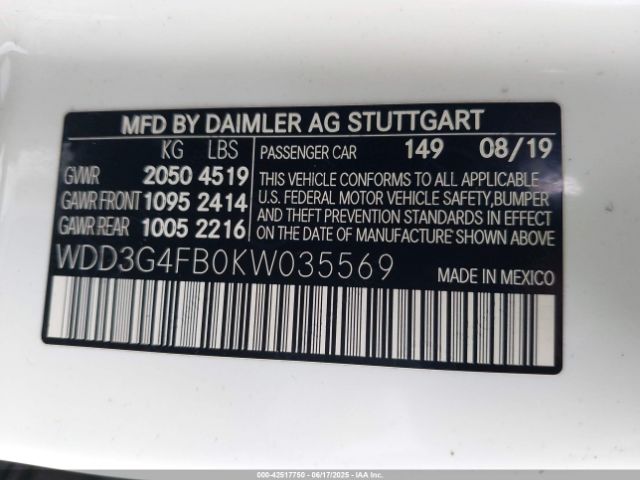 MFD BY DAIMLER AG STUTTGART
KG LBS
GVWR 2050 4519
GAWR FRONT 1095 2414
GAWR REAR 1005 2216
PASSENGER CAR 149 08/19
THIS VEHICLE CONFORMS TO ALL APPLICABLE
U.S. FEDERAL MOTOR VEHICLE SAFETY,BUMPER
AND THEFT PREVENTION STANDARDS IN EFFECT
ON THE DATE OF MANUFACTURE SHOWN ABOVE.
WDD3G4FB0KW035569
MADE IN MEXICO
000-42517750 - 06/17/2025 - IAA Inc.